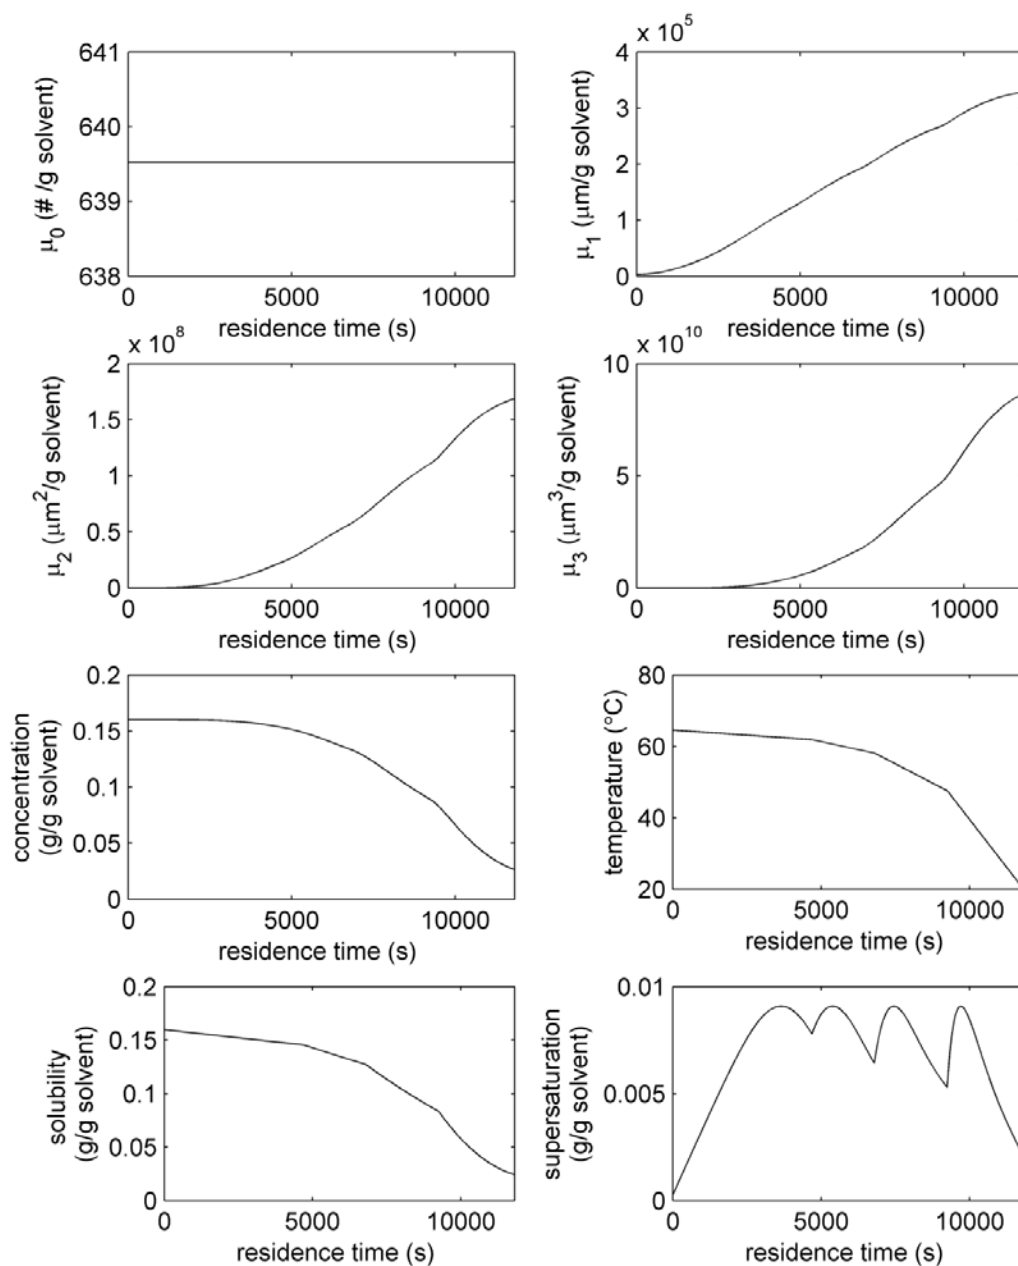 641
640
639
638
μ0 (# /g solvent)
0 5000 10000
residence time (s)
x 10^5
4
3
2
1
0
μ1 (μm/g solvent)
0 5000 10000
residence time (s)
x 10^8
2
1.5
1
0.5
0
μ2 (μm^2/g solvent)
0 5000 10000
residence time (s)
x 10^10
10
5
0
μ3 (μm^3/g solvent)
0 5000 10000
residence time (s)
0.2
0.15
0.1
0.05
0
concentration
(g/g solvent)
0 5000 10000
residence time (s)
80
60
40
20
temperature (°C)
0 5000 10000
residence time (s)
0.2
0.15
0.1
0.05
0
solubility
(g/g solvent)
0 5000 10000
residence time (s)
0.01
0.005
0
supersaturation
(g/g solvent)
0 5000 10000
residence time (s)